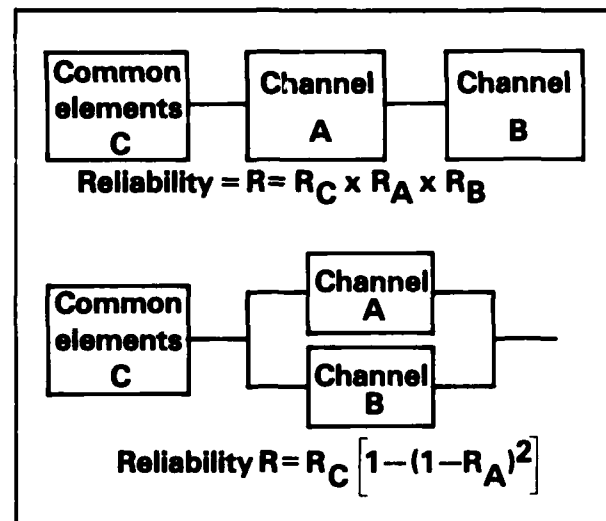 Common
elements
C
Channel
A
Channel
B
Reliability = R = R_C x R_A x R_B
Common
elements
C
Channel
A
Channel
B
Reliability R = R_C [1-(1-R_A)^2]